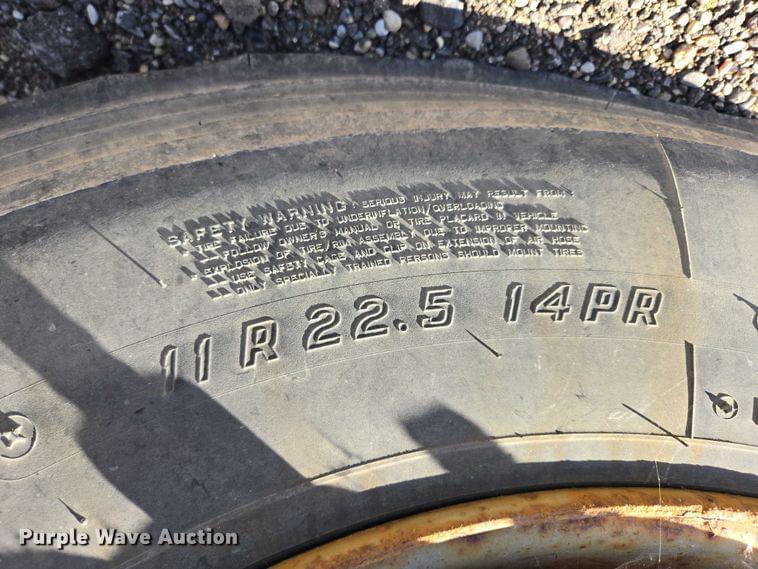 SAFETY WARNING : SERIOUS INJURY MAY RESULT FROM :
• TIRE FAILURE DUE TO UNDERINFLATION/OVERLOADING
FOLLOW OWNER'S MANUAL OR TIRE PLACARD IN VEHICLE
• EXPLOSION OF TIRE/RIM ASSEMBLY DUE TO IMPROPER MOUNTING
USE SAFETY CAGE AND CLIP ON EXTENSION OF AIR HOSE
ONLY SPECIALLY TRAINED PERSONS SHOULD MOUNT TIRES
11 R 22.5 14PR
Purple Wave Auction